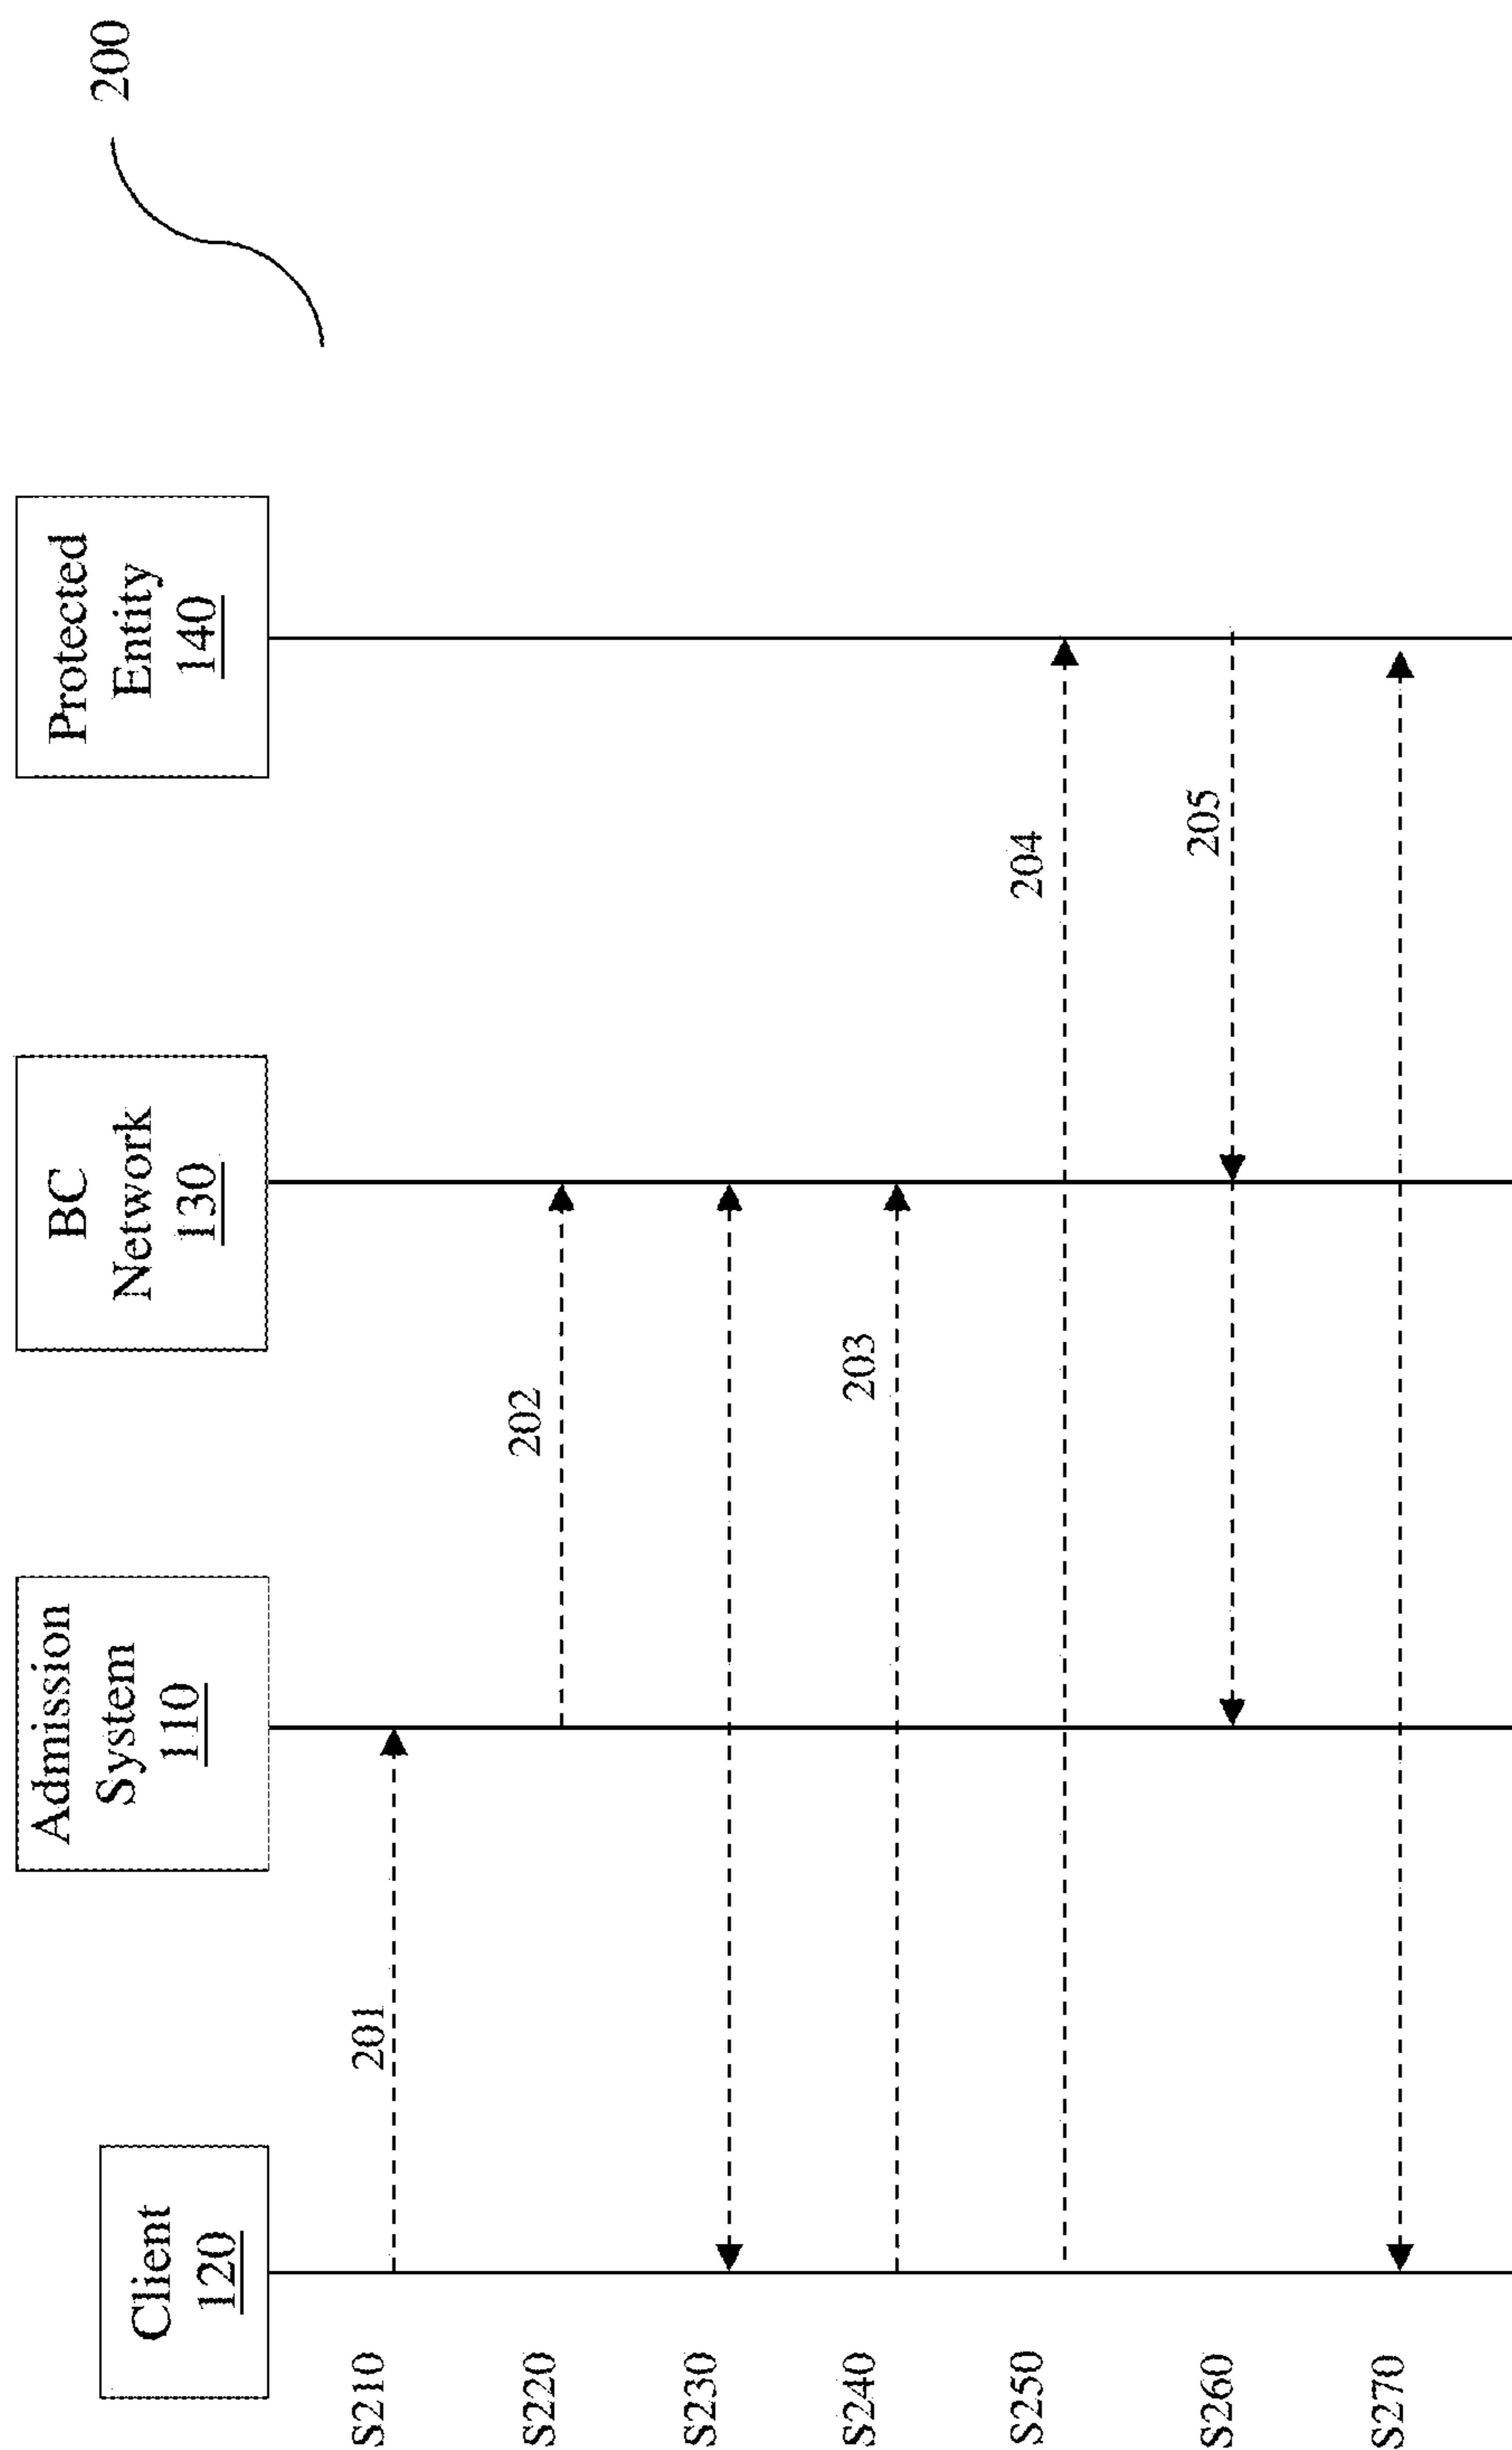 200
Client
120
Admission
System
110
BC
Network
130
Protected
Entity
140
S210
201
S220
202
S230
S240
203
S250
204
S260
205
S270